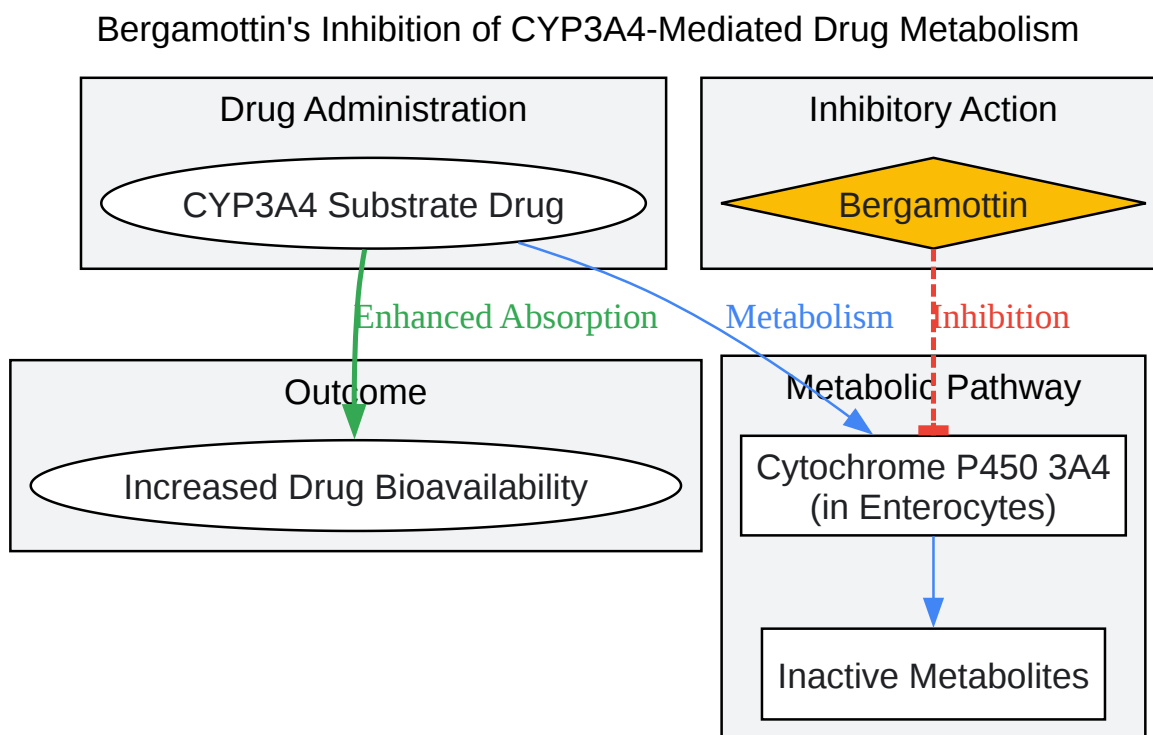 Bergamottin's Inhibition of CYP3A4-Mediated Drug Metabolism
Drug Administration
CYP3A4 Substrate Drug
Inhibitory Action
Bergamottin
Enhanced Absorption
Metabolism
Inhibition
Outcome
Increased Drug Bioavailability
Metabolic Pathway
Cytochrome P450 3A4
(in Enterocytes)
Inactive Metabolites